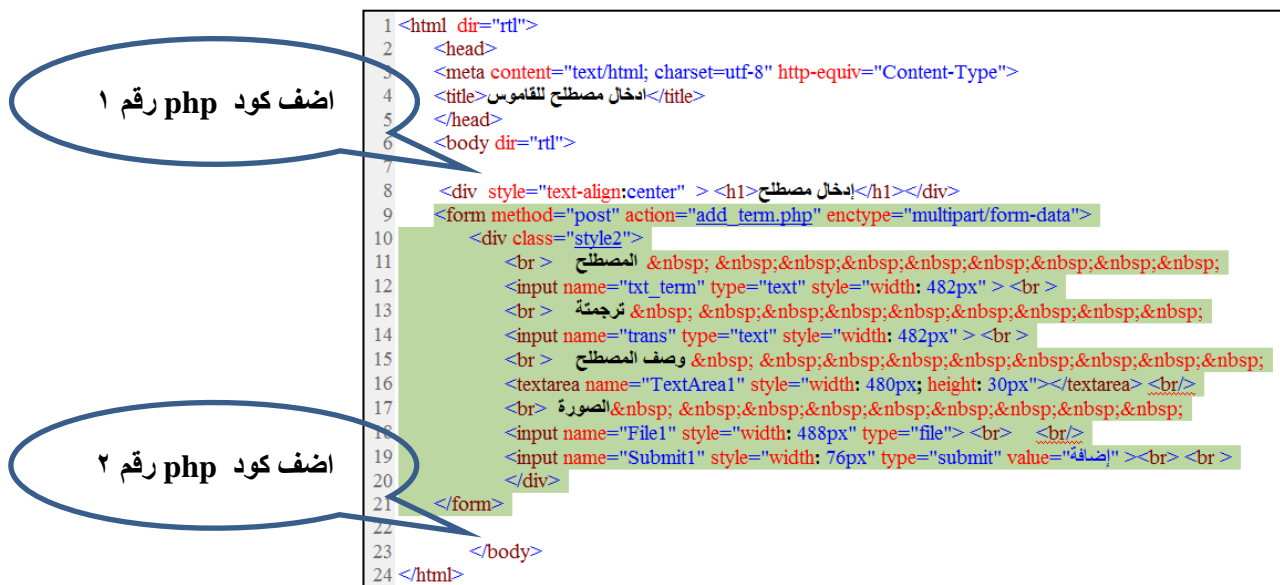 اضف كود php رقم ١
1 <html dir="rtl">
2 <head>
3 <meta content="text/html; charset=utf-8" http-equiv="Content-Type">
4 <title>ادخال مصطلح للقاموس</title>
5 </head>
6 <body dir="rtl">
7
8 <div style="text-align:center" > <h1>إدخال مصطلح</h1></div>
9 <form method="post" action="add_term.php" enctype="multipart/form-data">
10 <div class="style2">
11 <br > المصطلح &nbsp; &nbsp;&nbsp;&nbsp;&nbsp;&nbsp;&nbsp;&nbsp;&nbsp;
12 <input name="txt_term" type="text" style="width: 482px" > <br >
13 <br > ترجمتة &nbsp; &nbsp;&nbsp;&nbsp;&nbsp;&nbsp;&nbsp;&nbsp;&nbsp;
14 <input name="trans" type="text" style="width: 482px" > <br >
15 <br > وصف المصطلح &nbsp; &nbsp;&nbsp;&nbsp;&nbsp;&nbsp;&nbsp;&nbsp;&nbsp;
16 <textarea name="TextArea1" style="width: 480px; height: 30px"></textarea> <br/>
17 <br> الصورة&nbsp; &nbsp;&nbsp;&nbsp;&nbsp;&nbsp;&nbsp;&nbsp;&nbsp;
18 <input name="File1" style="width: 488px" type="file"> <br> <br/>
19 <input name="Submit1" style="width: 76px" type="submit" value="إضافة" ><br> <br >
20 </div>
21 </form>
22
23 </body>
24 </html>
اضف كود php رقم ٢